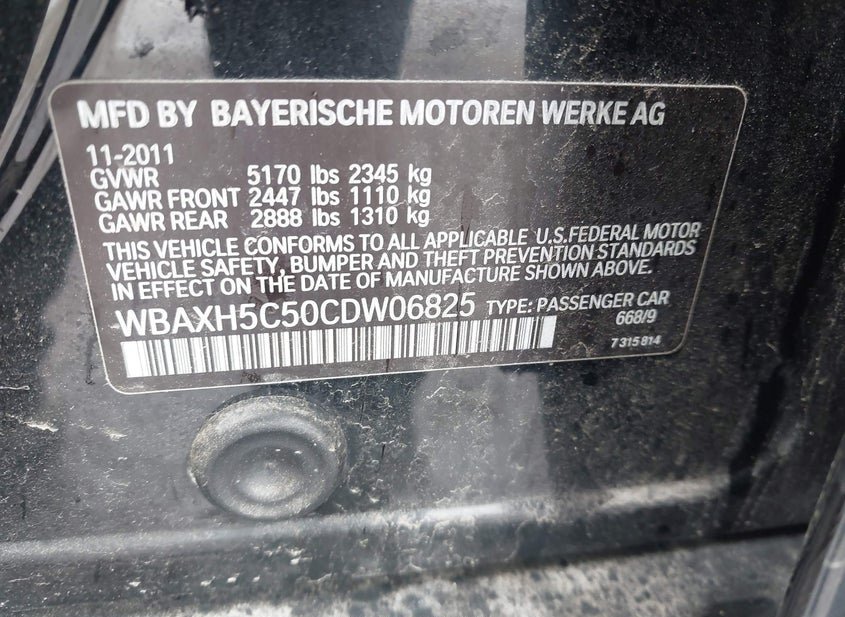 MFD BY BAYERISCHE MOTOREN WERKE AG
11-2011
GVWR 5170 lbs 2345 kg
GAWR FRONT 2447 lbs 1110 kg
GAWR REAR 2888 lbs 1310 kg
THIS VEHICLE CONFORMS TO ALL APPLICABLE U.S.FEDERAL MOTOR
VEHICLE SAFETY, BUMPER AND THEFT PREVENTION STANDARDS
IN EFFECT ON THE DATE OF MANUFACTURE SHOWN ABOVE.
WBAXH5C50CDW06825 TYPE: PASSENGER CAR
668/9
7 315 814